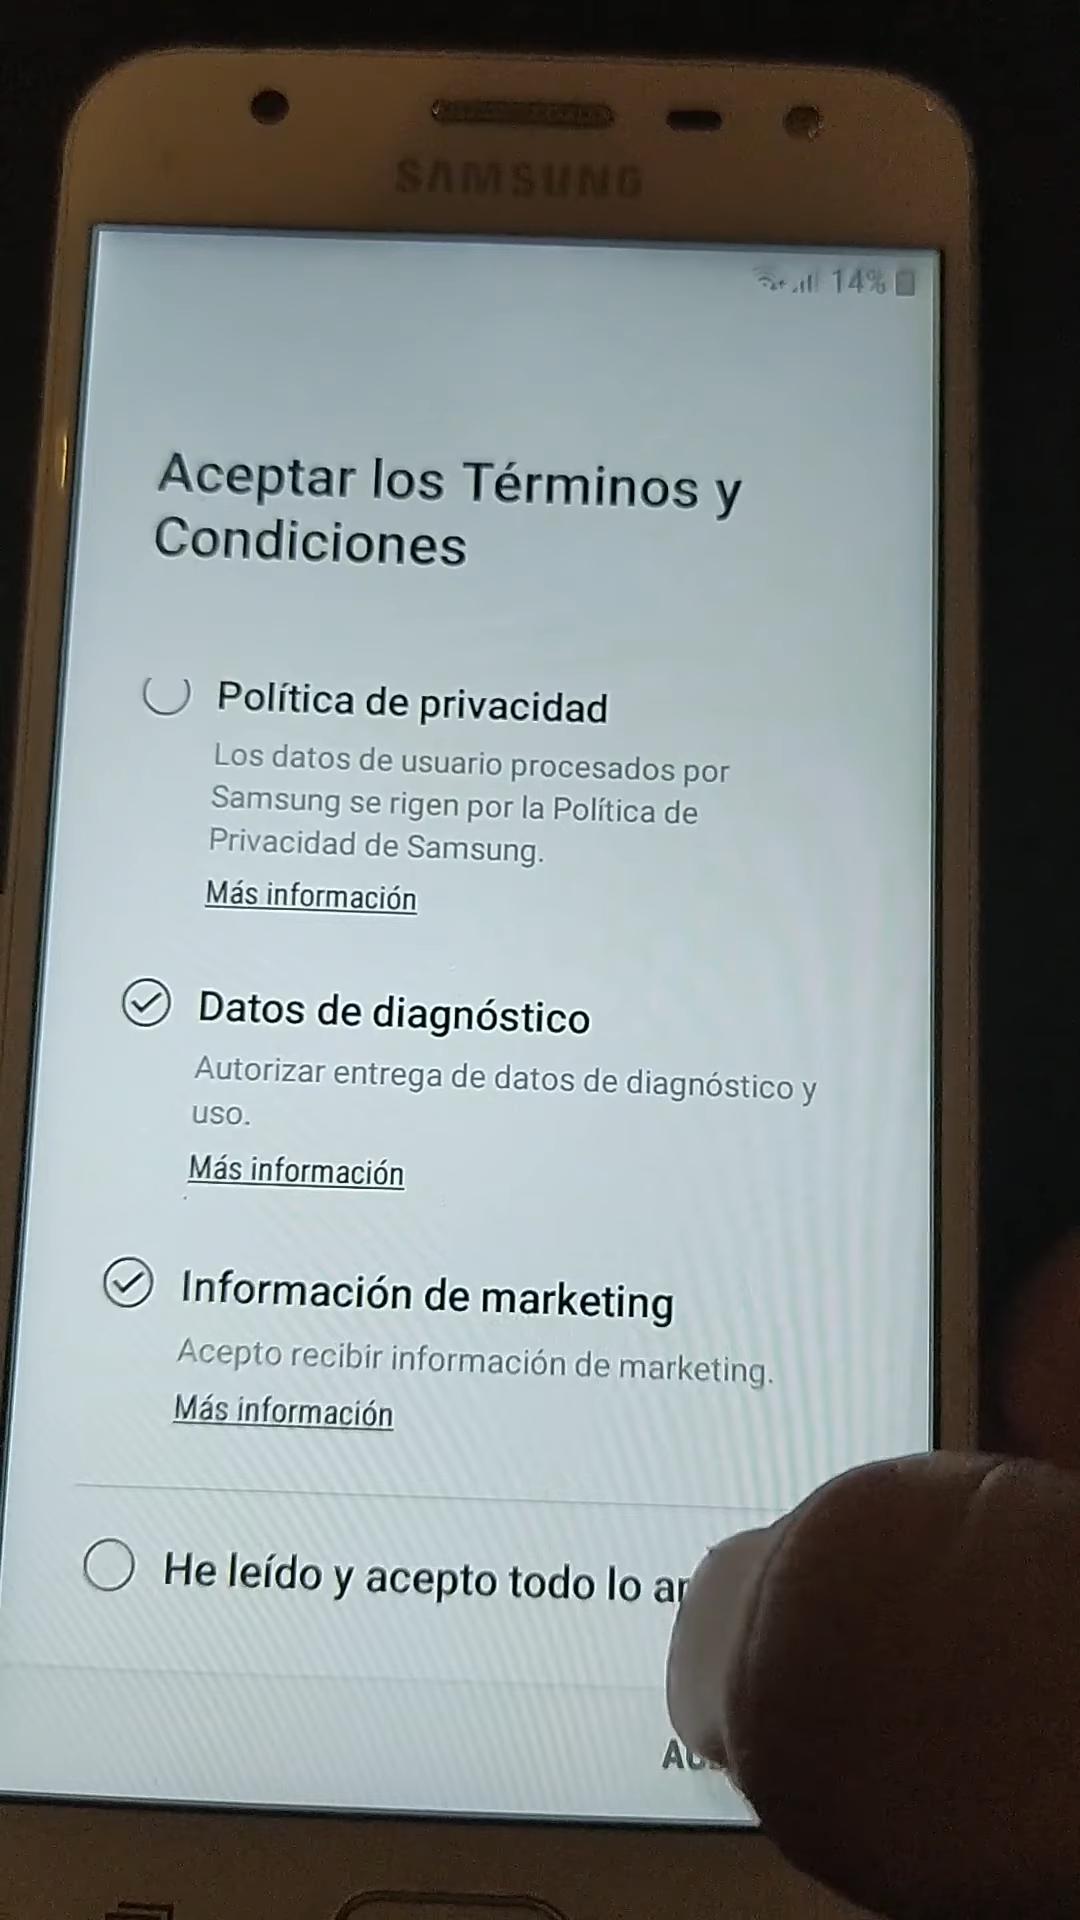 SAMSUNG
14%
Aceptar los Términos y
Condiciones
Política de privacidad
Los datos de usuario procesados por
Samsung se rigen por la Política de
Privacidad de Samsung.
Más información
Datos de diagnóstico
Autorizar entrega de datos de diagnóstico y
uso.
Más información
Información de marketing
Acepto recibir información de marketing.
Más información
He leído y acepto todo lo